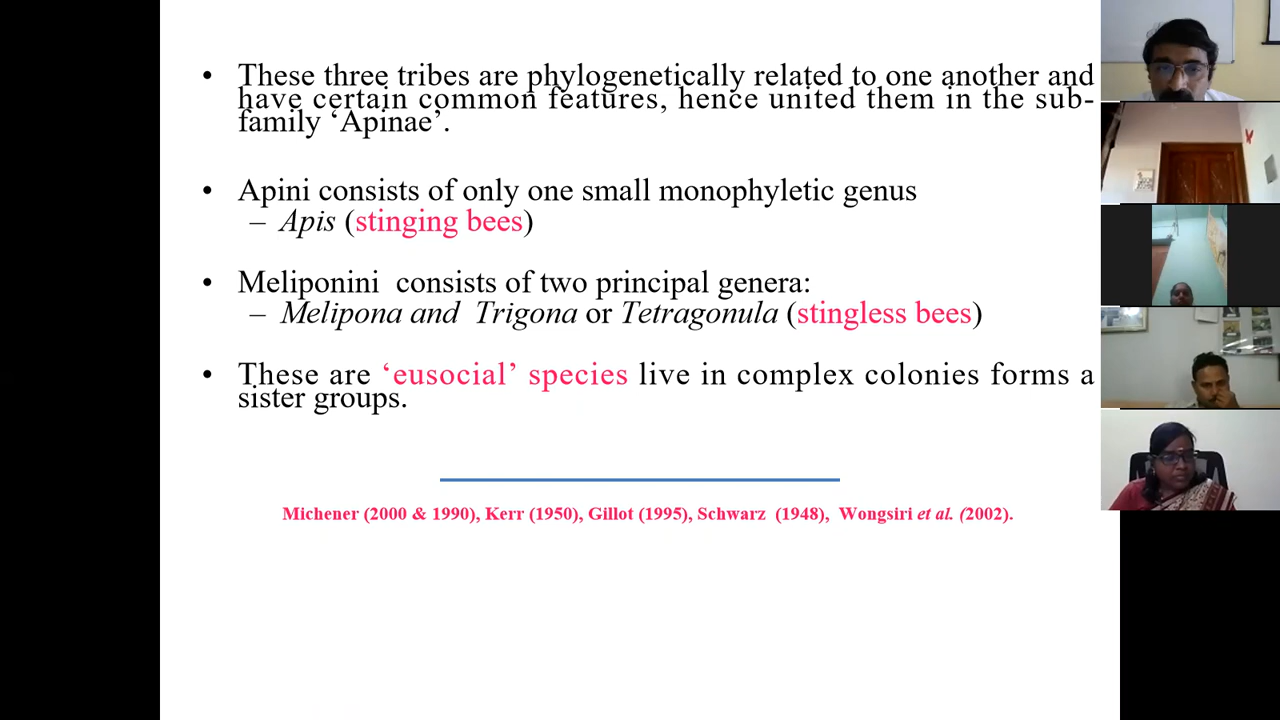 • These three tribes are phylogenetically related to one another and
have certain common features, hence united them in the sub-
family ‘Apinae’.
• Apini consists of only one small monophyletic genus
– Apis (stinging bees)
• Meliponini consists of two principal genera:
– Melipona and Trigona or Tetragonula (stingless bees)
• These are ‘eusocial’ species live in complex colonies forms a
sister groups.
Michener (2000 & 1990), Kerr (1950), Gillot (1995), Schwarz (1948), Wongsiri et al. (2002).